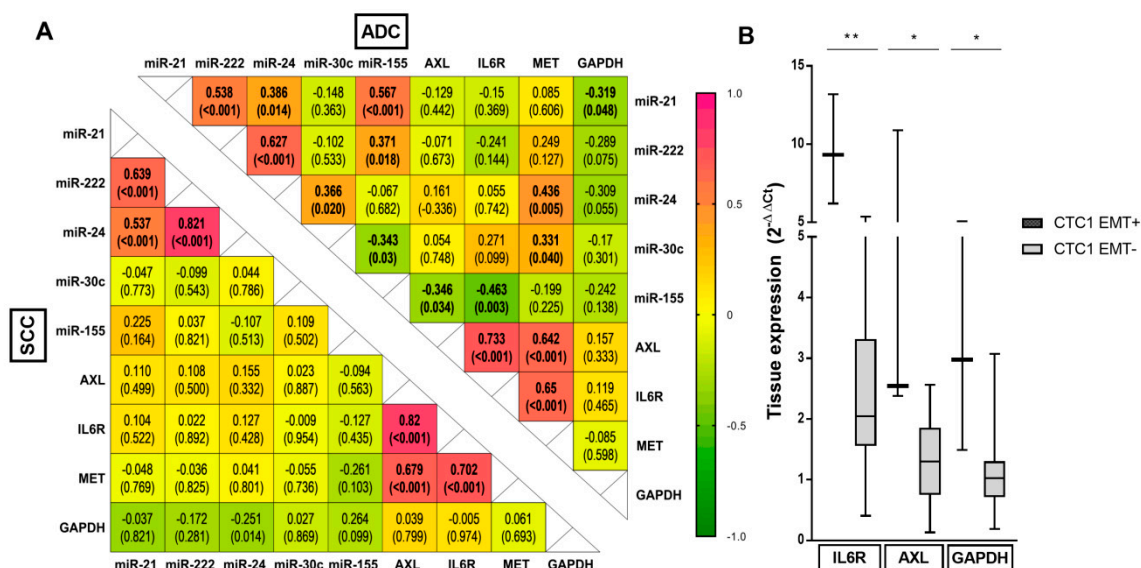 A
ADC
miR-21 miR-222 miR-24 miR-30c miR-155 AXL IL6R MET GAPDH
0.538 0.386 -0.148 0.567 -0.129 -0.15 0.085 -0.319
(<0.001) (0.014) (0.363) (<0.001) (0.442) (0.369) (0.606) (0.048)
miR-21
0.627 -0.102 0.371 -0.071 -0.241 0.249 -0.289
(<0.001) (0.533) (0.018) (0.673) (0.144) (0.127) (0.075)
miR-222
0.366 -0.067 0.161 0.055 0.436 -0.309
(0.020) (0.682) (-0.336) (0.742) (0.005) (0.055)
miR-24
-0.343 0.054 0.271 0.331 -0.17
(0.03) (0.748) (0.099) (0.040) (0.301)
miR-30c
-0.346 -0.463 -0.199 -0.242
(0.034) (0.003) (0.225) (0.138)
miR-155
0.733 0.642 0.157
(<0.001) (<0.001) (0.333)
AXL
0.65 0.119
(<0.001) (0.465)
IL6R
-0.085
(0.598)
MET
GAPDH
SCC
miR-21
miR-222
0.639
(<0.001)
miR-24
0.537 0.821
(<0.001) (<0.001)
miR-30c
-0.047 -0.099 0.044
(0.773) (0.543) (0.786)
miR-155
0.225 0.037 -0.107 0.109
(0.164) (0.821) (0.513) (0.502)
AXL
0.110 0.108 0.155 0.023 -0.094
(0.499) (0.500) (0.332) (0.887) (0.563)
IL6R
0.104 0.022 0.127 -0.009 -0.127 0.82
(0.522) (0.892) (0.428) (0.954) (0.435) (<0.001)
MET
-0.048 -0.036 0.041 -0.055 -0.261 0.679 0.702
(0.769) (0.825) (0.801) (0.736) (0.103) (<0.001) (<0.001)
GAPDH
-0.037 -0.172 -0.251 0.027 0.264 0.039 -0.005 0.061
(0.821) (0.281) (0.014) (0.869) (0.099) (0.799) (0.974) (0.693)
miR-21 miR-222 miR-24 miR-30c miR-155 AXL IL6R MET GAPDH
1.0
0.5
0
-0.5
-1.0
B
** * *
Tissue expression (2^-Δ ΔCt)
15
10
5
5
4
3
2
1
0
IL6R AXL GAPDH
CTC1 EMT+
CTC1 EMT-